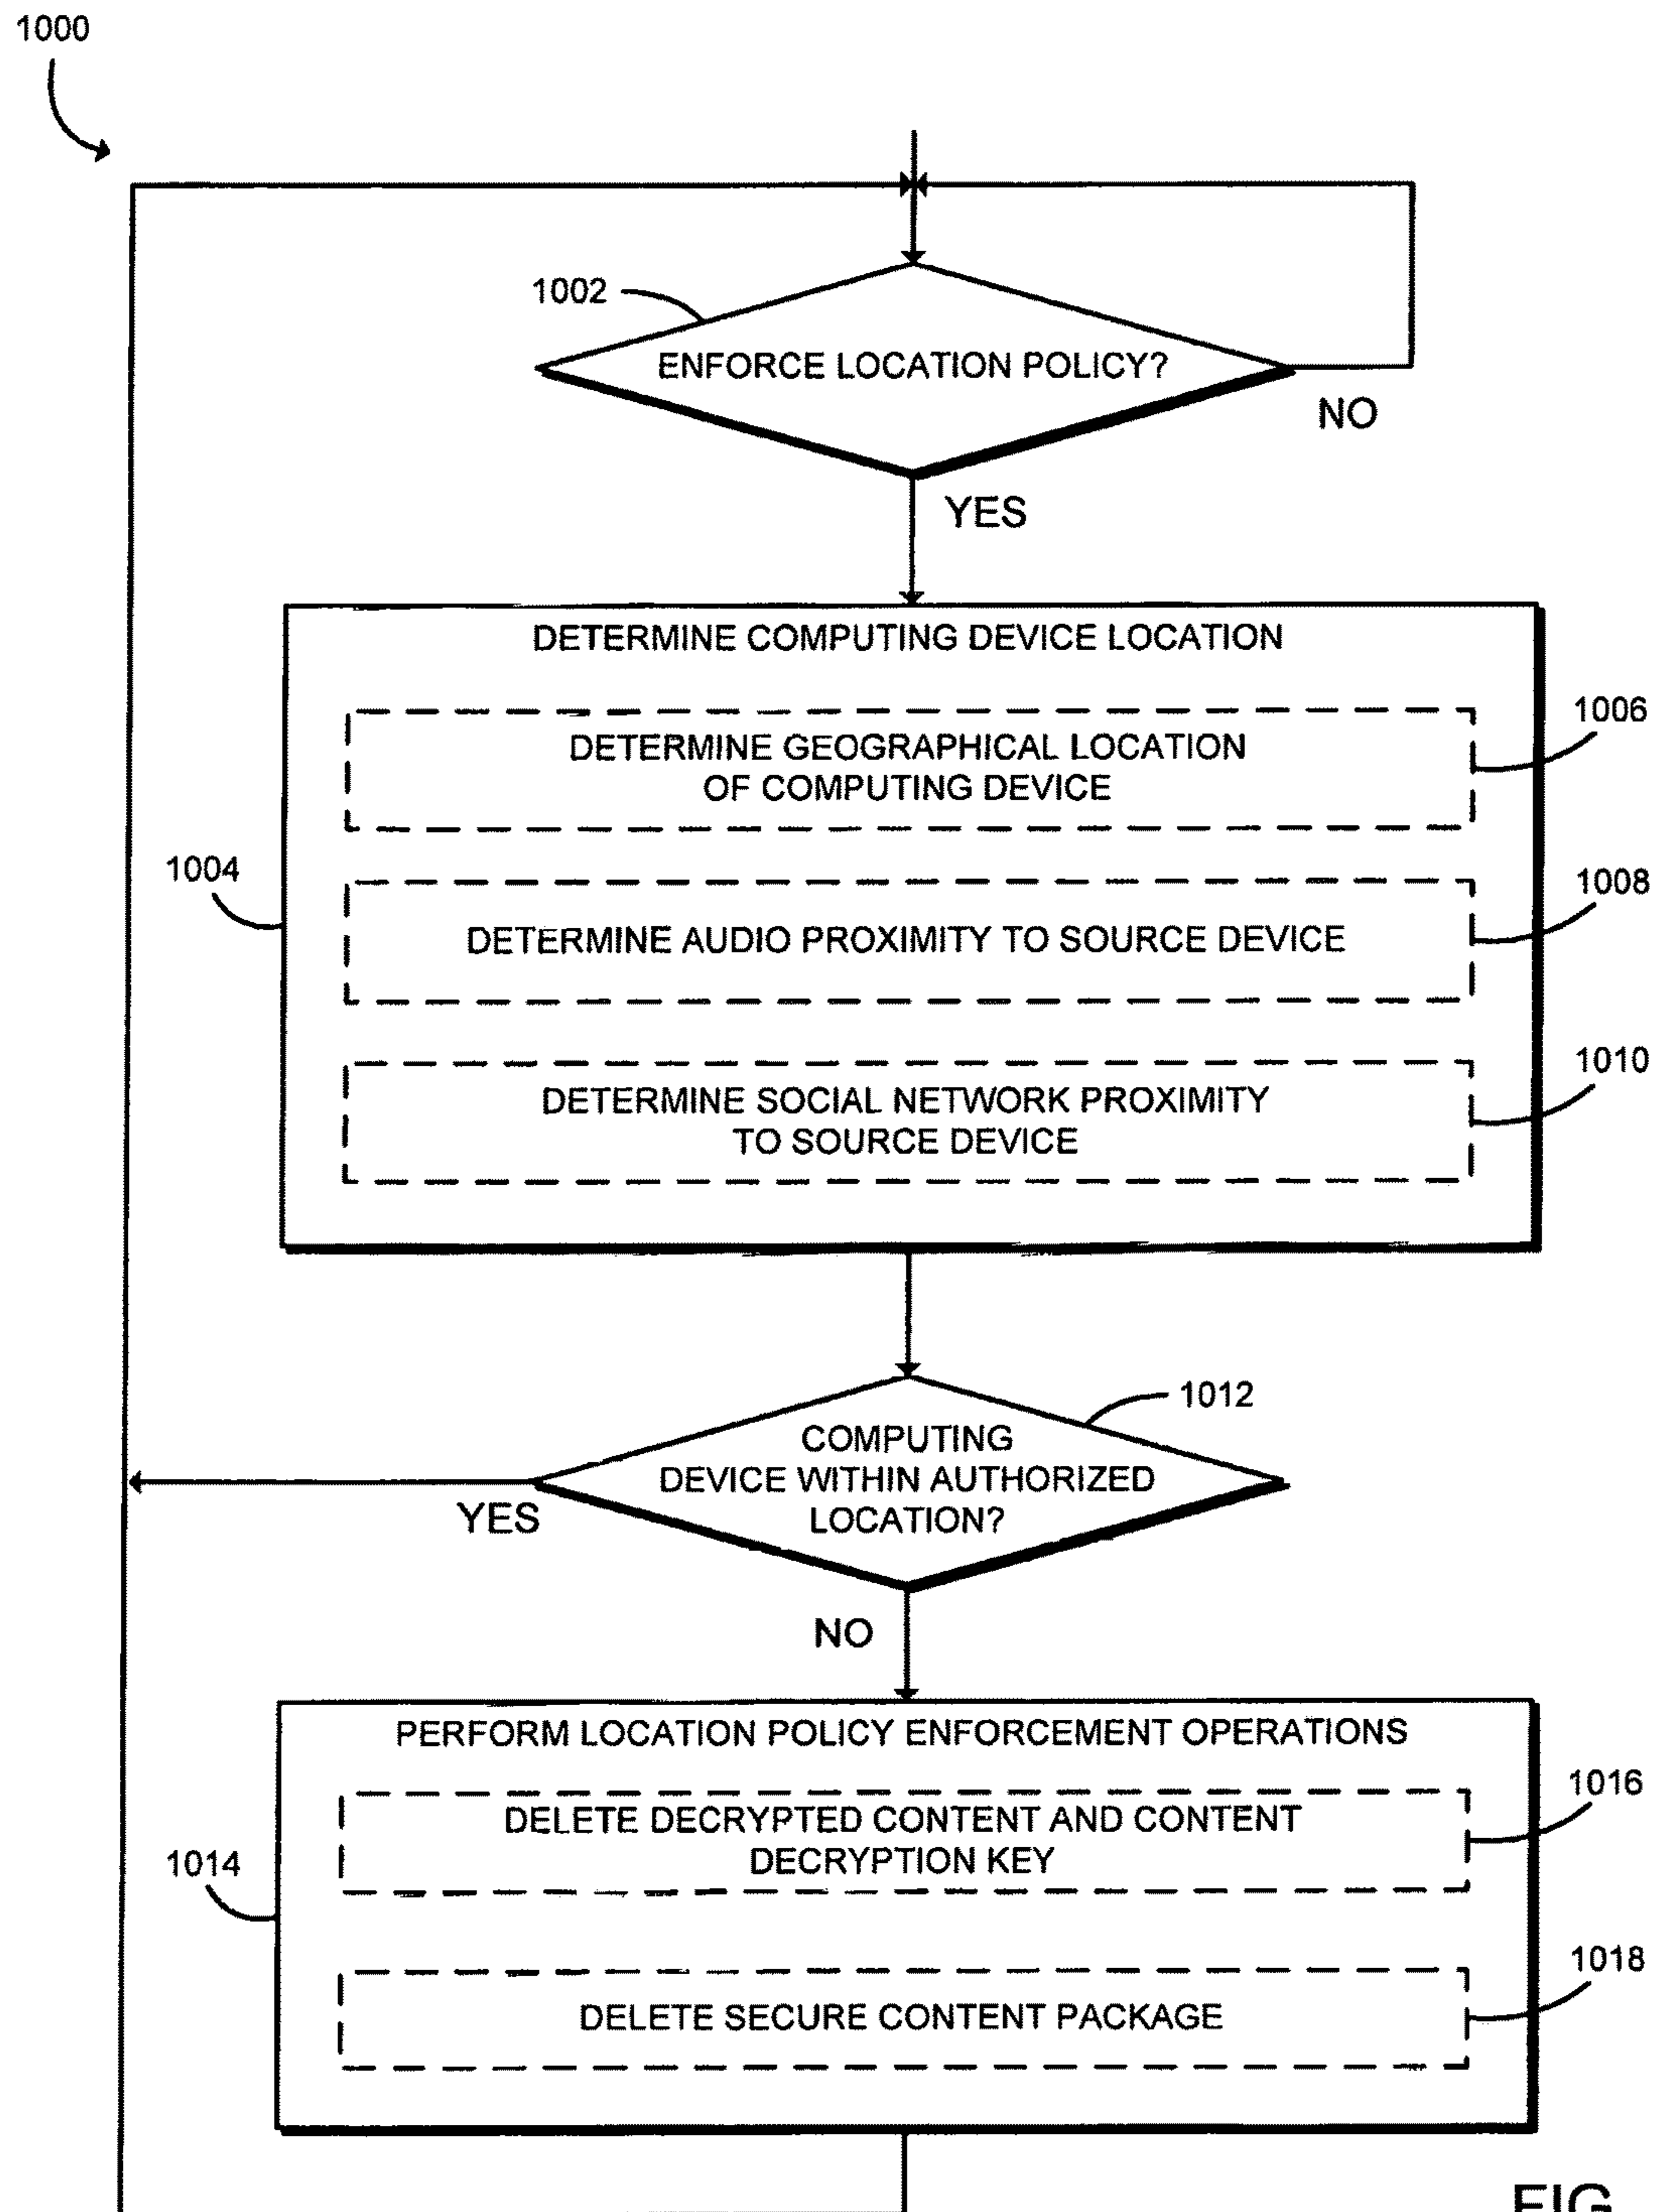 1000
1002
ENFORCE LOCATION POLICY?
NO
YES
DETERMINE COMPUTING DEVICE LOCATION
1006
DETERMINE GEOGRAPHICAL LOCATION
OF COMPUTING DEVICE
1004
1008
DETERMINE AUDIO PROXIMITY TO SOURCE DEVICE
1010
DETERMINE SOCIAL NETWORK PROXIMITY
TO SOURCE DEVICE
1012
COMPUTING
DEVICE WITHIN AUTHORIZED
LOCATION?
YES
NO
PERFORM LOCATION POLICY ENFORCEMENT OPERATIONS
1016
DELETE DECRYPTED CONTENT AND CONTENT
DECRYPTION KEY
1014
1018
DELETE SECURE CONTENT PACKAGE
FIG